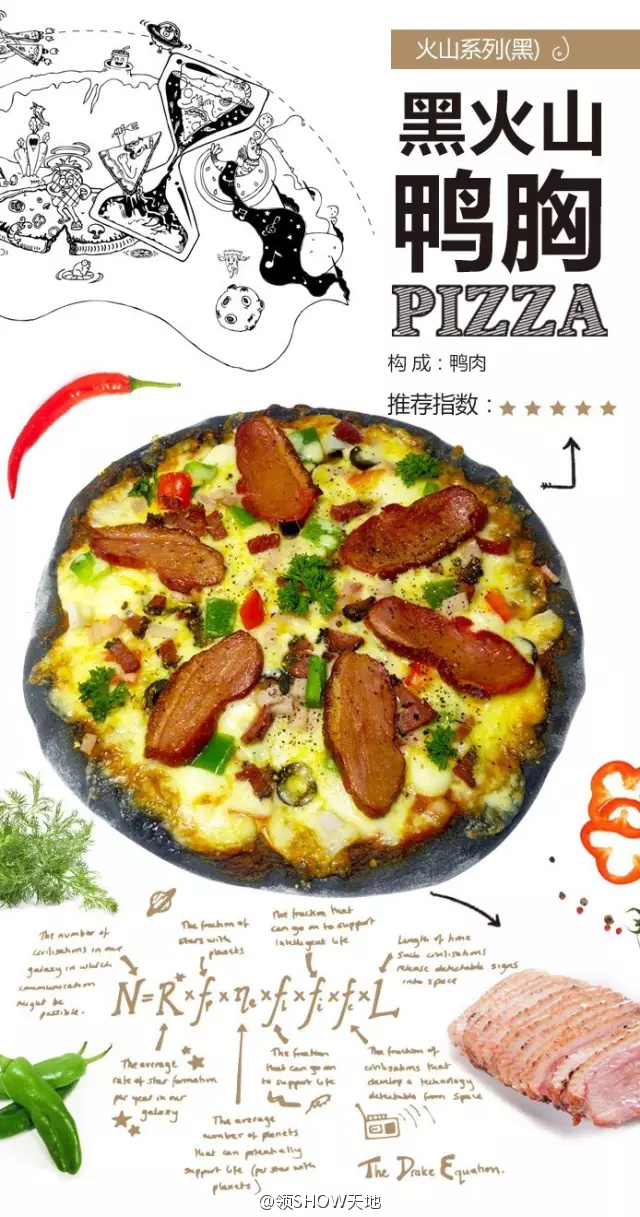 火山系列(黑)
黑火山
鸭胸
PIZZA
构成：鸭肉
推荐指数：
The number of
civilisations in our
galaxy in which
communication
might be
possible.
The fraction of
stars with
planets
The fraction that
can go on to support
intelligent life
Length of time
such civilisations
release detectable signs
into space
N=R*×fp×ne×fl×fi×fc×L
The average
rate of star formation
per year in our
galaxy
The average
number of planets
that can potentially
support life (per star with
planets)
The fraction
that can go on
to support life
The fraction of
civilisations that
develop a technology
detectable from space
The Drake Equation.
@领SHOW天地